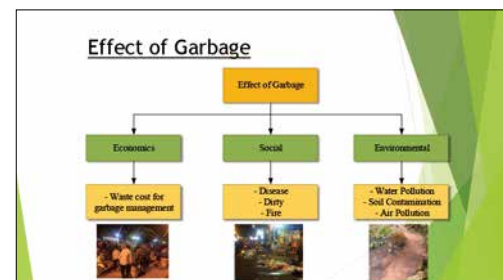 Effect of Garbage
Effect of Garbage
Economics
Social
Environmental
- Waste cost for
garbage management
- Disease
- Dirty
- Fire
- Water Pollution
- Soil Contamination
- Air Pollution